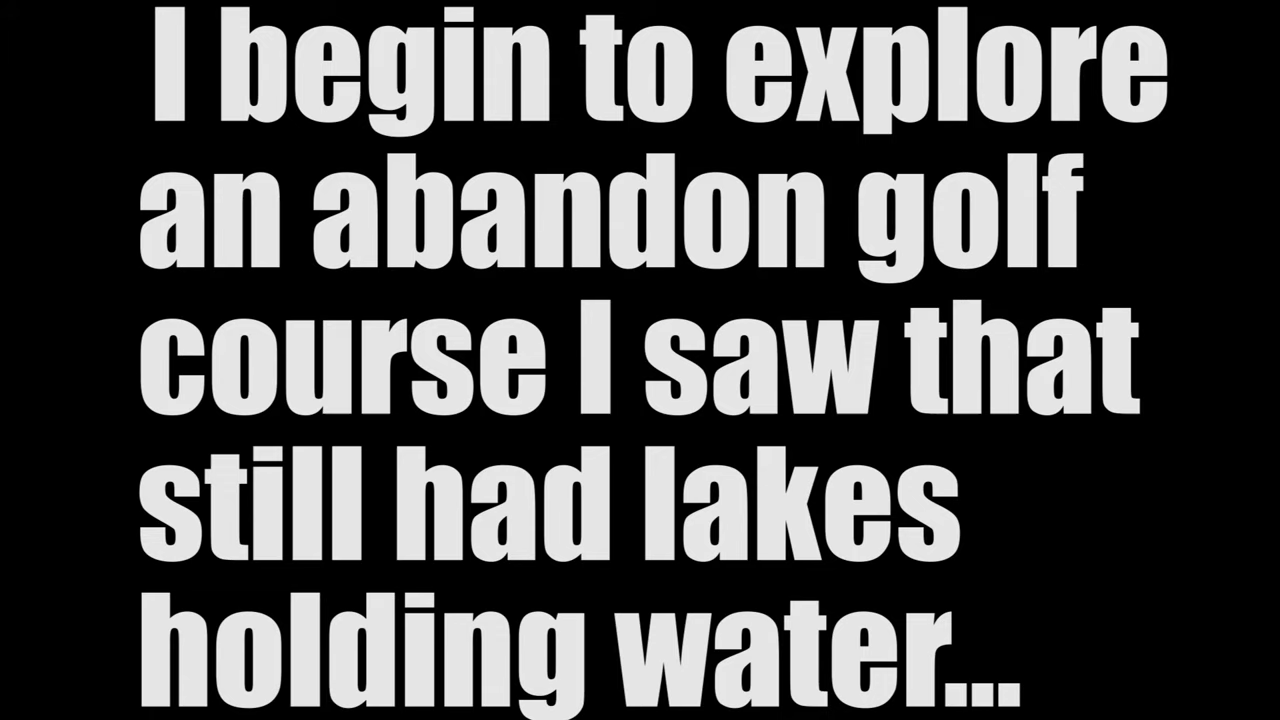 I begin to explore
an abandon golf
course I saw that
still had lakes
holding water...